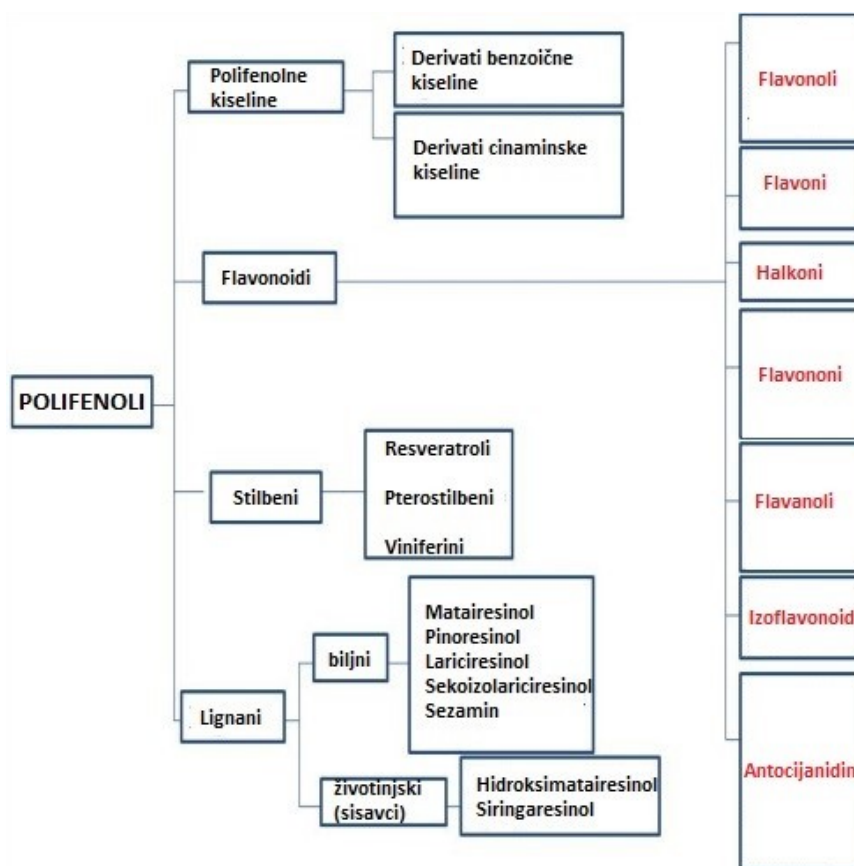 POLIFENOLI
Polifenolne
kiseline
Derivati benzoične
kiseline
Derivati cinaminske
kiseline
Flavonoidi
Flavonoli
Flavoni
Halkoni
Flavononi
Flavanoli
Izoflavonoid
Antocijanidin
Stilbeni
Resveratroli
Pterostilbeni
Viniferini
Lignani
biljni
Matairesinol
Pinoresinol
Lariciresinol
Sekoizolariciresinol
Sezamin
životinjski
(sisavci)
Hidroksimatairesinol
Siringaresinol